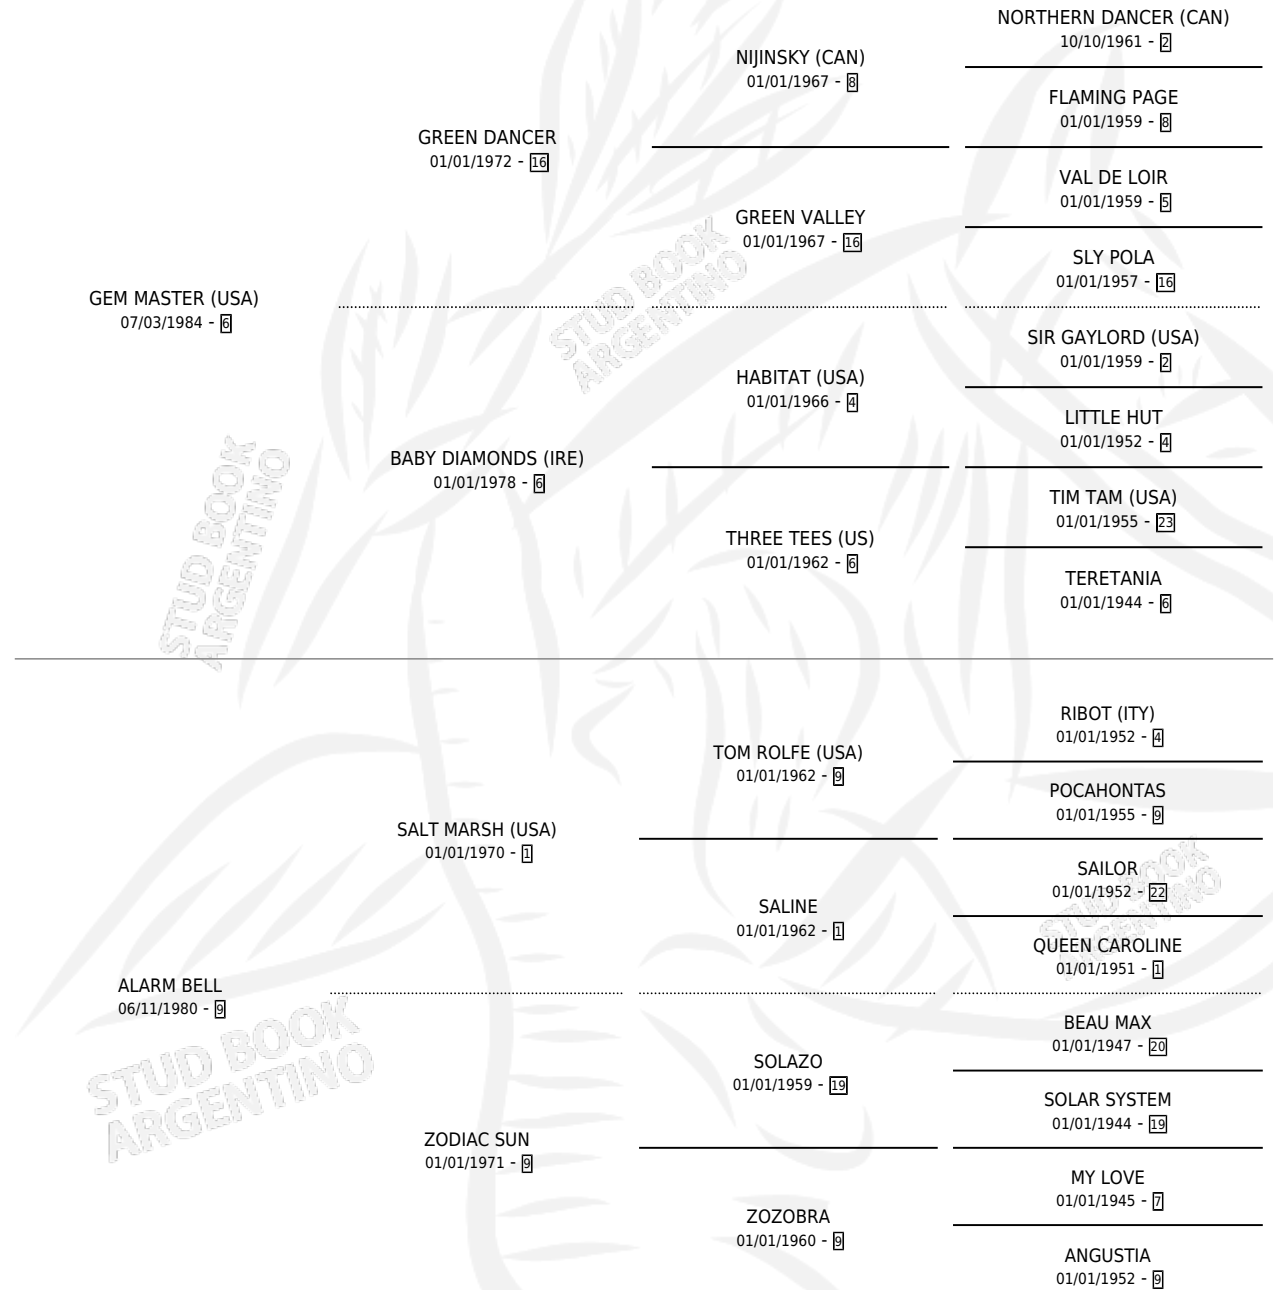 NORTHERN DANCER (CAN)
10/10/1961 - 2
NIJINSKY (CAN)
01/01/1967 - 8
FLAMING PAGE
01/01/1959 - 8
GREEN DANCER
01/01/1972 - 16
VAL DE LOIR
01/01/1959 - 5
GREEN VALLEY
01/01/1967 - 16
SLY POLA
01/01/1957 - 16
GEM MASTER (USA)
07/03/1984 - 6
SIR GAYLORD (USA)
01/01/1959 - 2
HABITAT (USA)
01/01/1966 - 4
LITTLE HUT
01/01/1952 - 4
BABY DIAMONDS (IRE)
01/01/1978 - 6
TIM TAM (USA)
01/01/1955 - 23
THREE TEES (US)
01/01/1962 - 6
TERETANIA
01/01/1944 - 6
STUD BOOK
ARGENTINO
STUD BOOK
ARGENTINO
RIBOT (ITY)
01/01/1952 - 4
TOM ROLFE (USA)
01/01/1962 - 9
POCAHONTAS
01/01/1955 - 9
SALT MARSH (USA)
01/01/1970 - 1
SAILOR
01/01/1952 - 22
SALINE
01/01/1962 - 1
QUEEN CAROLINE
01/01/1951 - 1
ALARM BELL
06/11/1980 - 9
BEAU MAX
01/01/1947 - 20
SOLAZO
01/01/1959 - 19
SOLAR SYSTEM
01/01/1944 - 19
ZODIAC SUN
01/01/1971 - 9
MY LOVE
01/01/1945 - 7
ZOZOBRA
01/01/1960 - 9
ANGUSTIA
01/01/1952 - 9
STUD BOOK
ARGENTINO
STUD BOOK
ARGENTINO